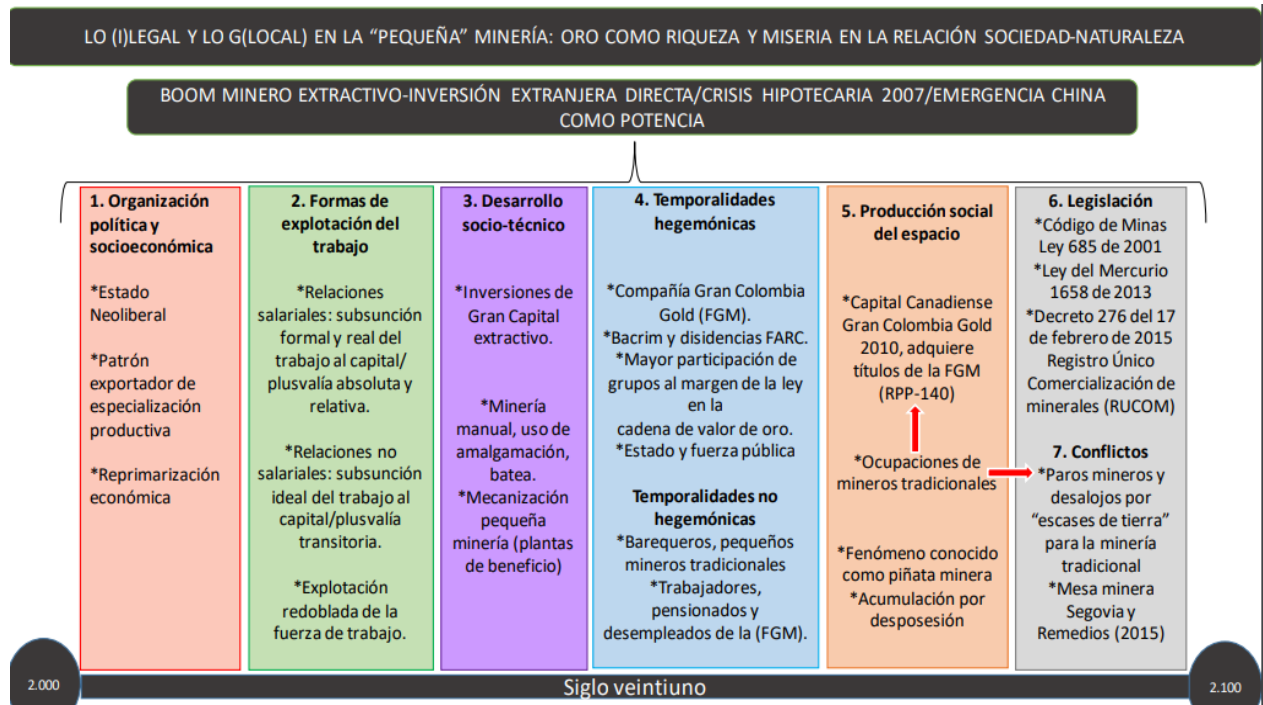 LO (I)LEGAL Y LO G(LOCAL) EN LA “PEQUEÑA” MINERÍA: ORO COMO RIQUEZA Y MISERIA EN LA RELACIÓN SOCIEDAD-NATURALEZA
BOOM MINERO EXTRACTIVO-INVERSIÓN EXTRANJERA DIRECTA/CRISIS HIPOTECARIA 2007/EMERGENCIA CHINA
COMO POTENCIA
1. Organización
política y
socioeconómica
*Estado
Neoliberal
*Patrón
exportador de
especialización
productiva
*Reprimarización
económica
2. Formas de
explotación del
trabajo
*Relaciones
salariales: subsunción
formal y real del
trabajo al capital/
plusvalía absoluta y
relativa.
*Relaciones no
salariales: subsunción
ideal del trabajo al
capital/plusvalía
transitoria.
*Explotación
redoblada de la
fuerza de trabajo.
3. Desarrollo
socio-técnico
*Inversiones de
Gran Capital
extractivo.
*Minería
manual, uso de
amalgamación,
batea.
*Mecanización
pequeña
minería (plantas
de beneficio)
4. Temporalidades
hegemónicas
*Compañía Gran Colombia
Gold (FGM).
*Bacrim y disidencias FARC.
*Mayor participación de
grupos al margen de la ley
en la
cadena de valor de oro.
*Estado y fuerza pública
Temporalidades no
hegemónicas
*Barequeros, pequeños
mineros tradicionales
*Trabajadores,
pensionados y
desempleados de la (FGM).
5. Producción social
del espacio
*Capital Canadiense
Gran Colombia Gold
2010, adquiere
títulos de la FGM
(RPP-140)
*Ocupaciones de
mineros tradicionales
*Fenómeno conocido
como piñata minera
*Acumulación por
desposesión
6. Legislación
*Código de Minas
Ley 685 de 2001
*Ley del Mercurio
1658 de 2013
*Decreto 276 del 17
de febrero de 2015
Registro Único
Comercialización de
minerales (RUCOM)
7. Conflictos
*Paros mineros y
desalojos por
“escases de tierra”
para la minería
tradicional
*Mesa minera
Segovia y
Remedios (2015)
2.000
Siglo veintiuno
2.100